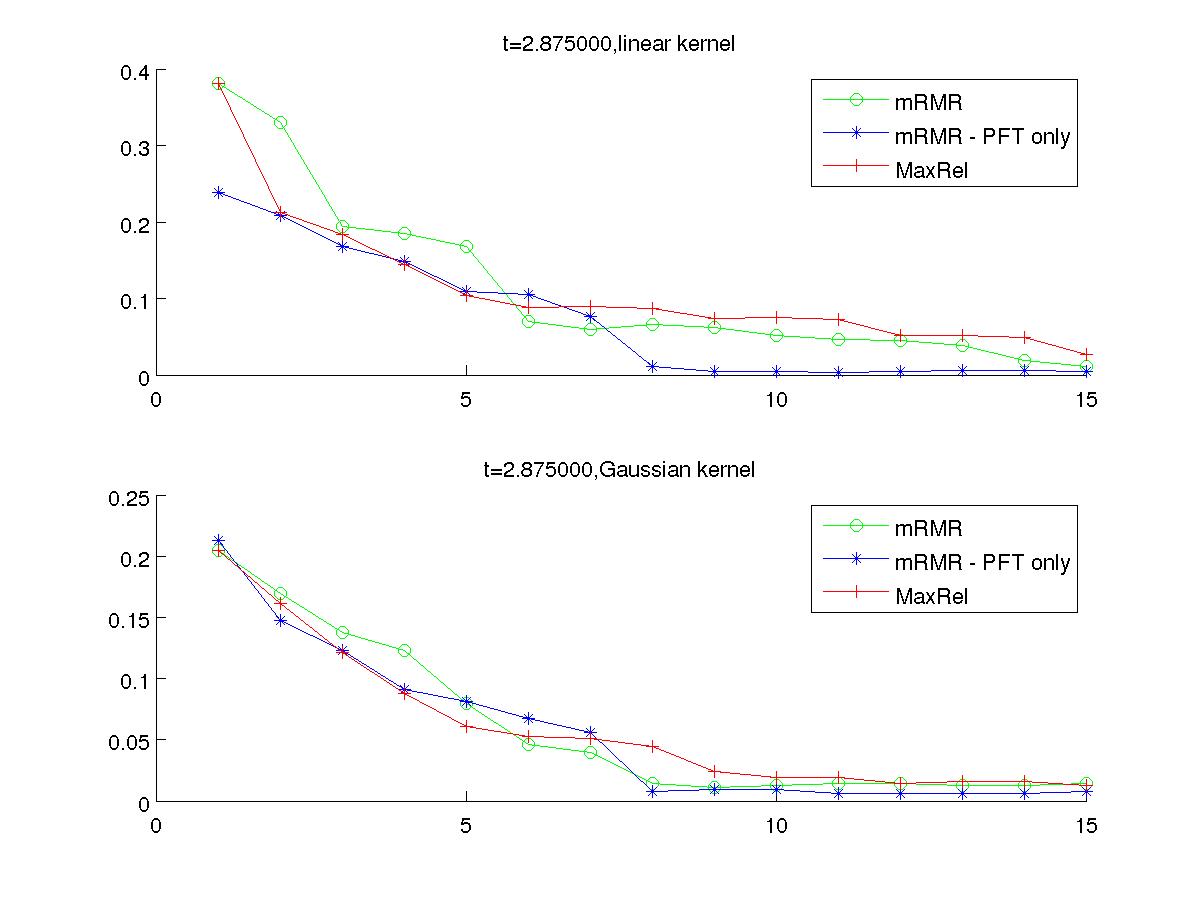 t=2.875000,linear kernel
0.4
0.3
0.2
0.1
0
0 5 10 15
mRMR
mRMR - PFT only
MaxRel
t=2.875000,Gaussian kernel
0.25
0.2
0.15
0.1
0.05
0
0 5 10 15
mRMR
mRMR - PFT only
MaxRel